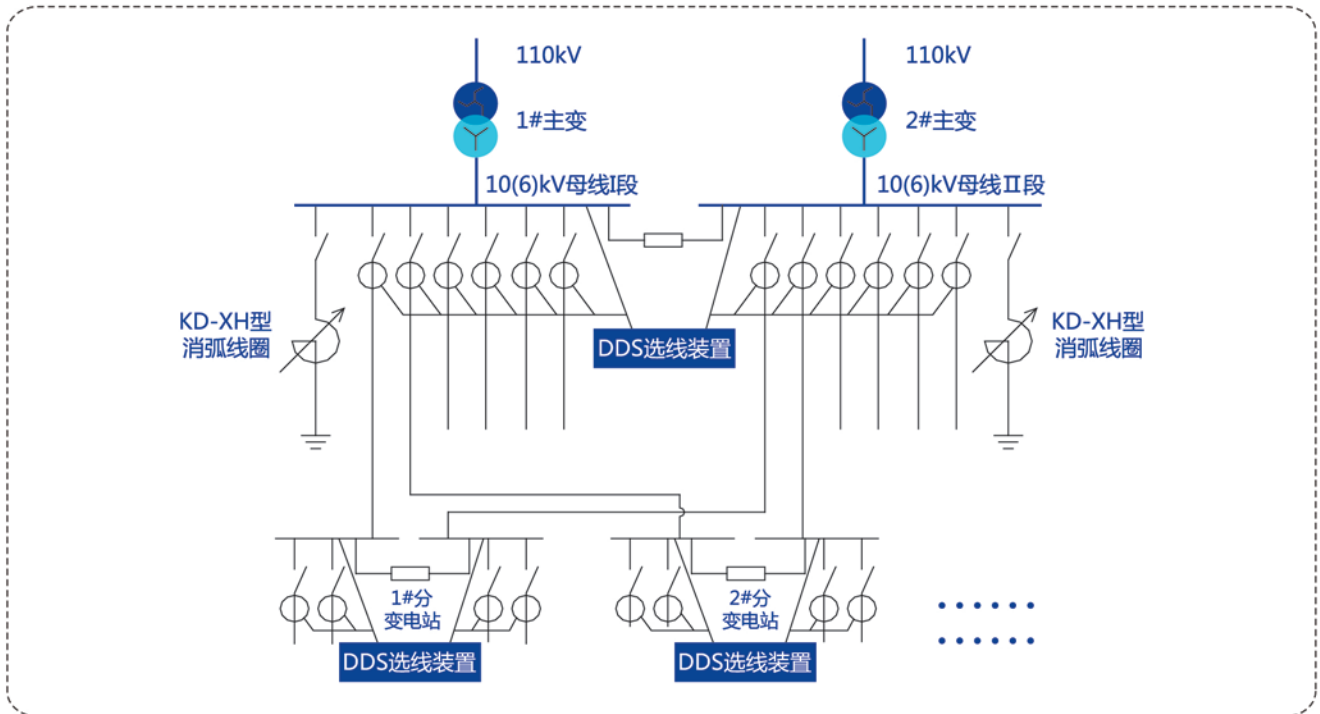 110kV
110kV
1#主变
2#主变
10(6)kV母线I段
10(6)kV母线II段
KD-XH型
消弧线圈
KD-XH型
消弧线圈
DDS选线装置
1#分
变电站
2#分
变电站
DDS选线装置
DDS选线装置